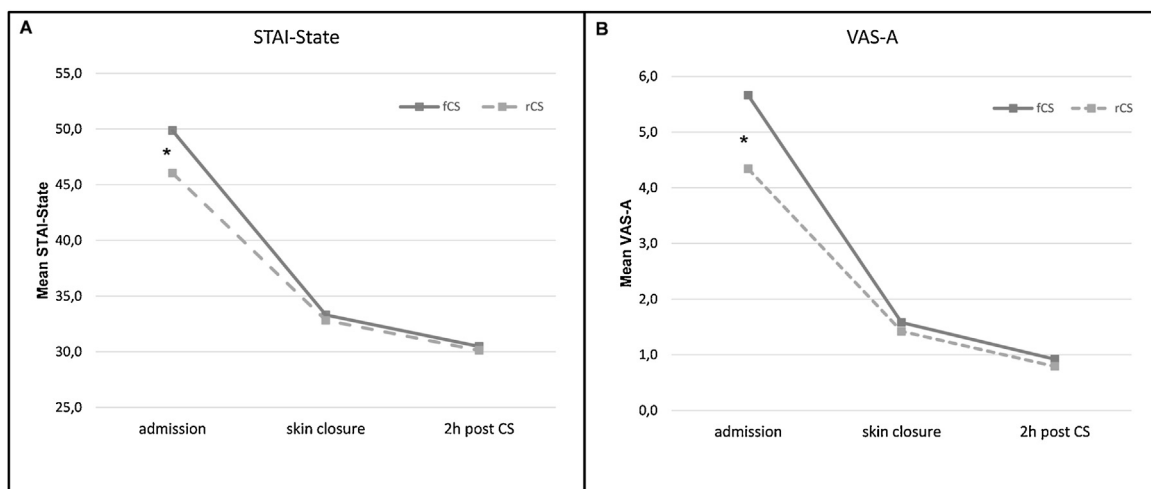 A
STAI-State
55,0
50,0
45,0
40,0
35,0
30,0
25,0
Mean STAI-State
fCS
rCS
*
admission
skin closure
2h post CS
B
VAS-A
6,0
5,0
4,0
3,0
2,0
1,0
0,0
Mean VAS-A
fCS
rCS
*
admission
skin closure
2h post CS